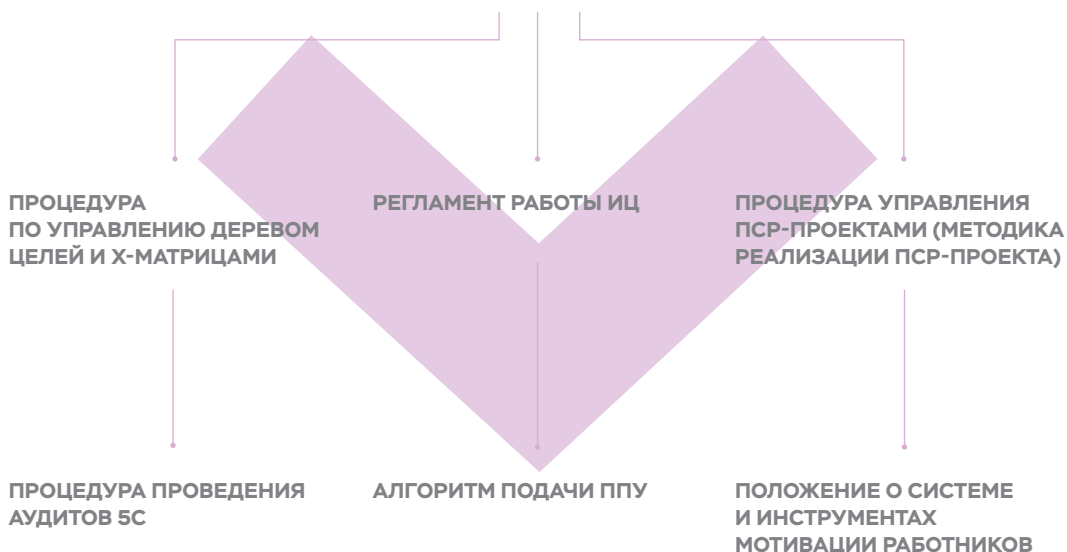 ПРОЦЕДУРА
ПО УПРАВЛЕНИЮ ДЕРЕВОМ
ЦЕЛЕЙ И Х-МАТРИЦАМИ
РЕГЛАМЕНТ РАБОТЫ ИЦ
ПРОЦЕДУРА УПРАВЛЕНИЯ
ПСР-ПРОЕКТАМИ (МЕТОДИКА
РЕАЛИЗАЦИИ ПСР-ПРОЕКТА)
ПРОЦЕДУРА ПРОВЕДЕНИЯ
АУДИТОВ 5С
АЛГОРИТМ ПОДАЧИ ППУ
ПОЛОЖЕНИЕ О СИСТЕМЕ
И ИНСТРУМЕНТАХ
МОТИВАЦИИ РАБОТНИКОВ